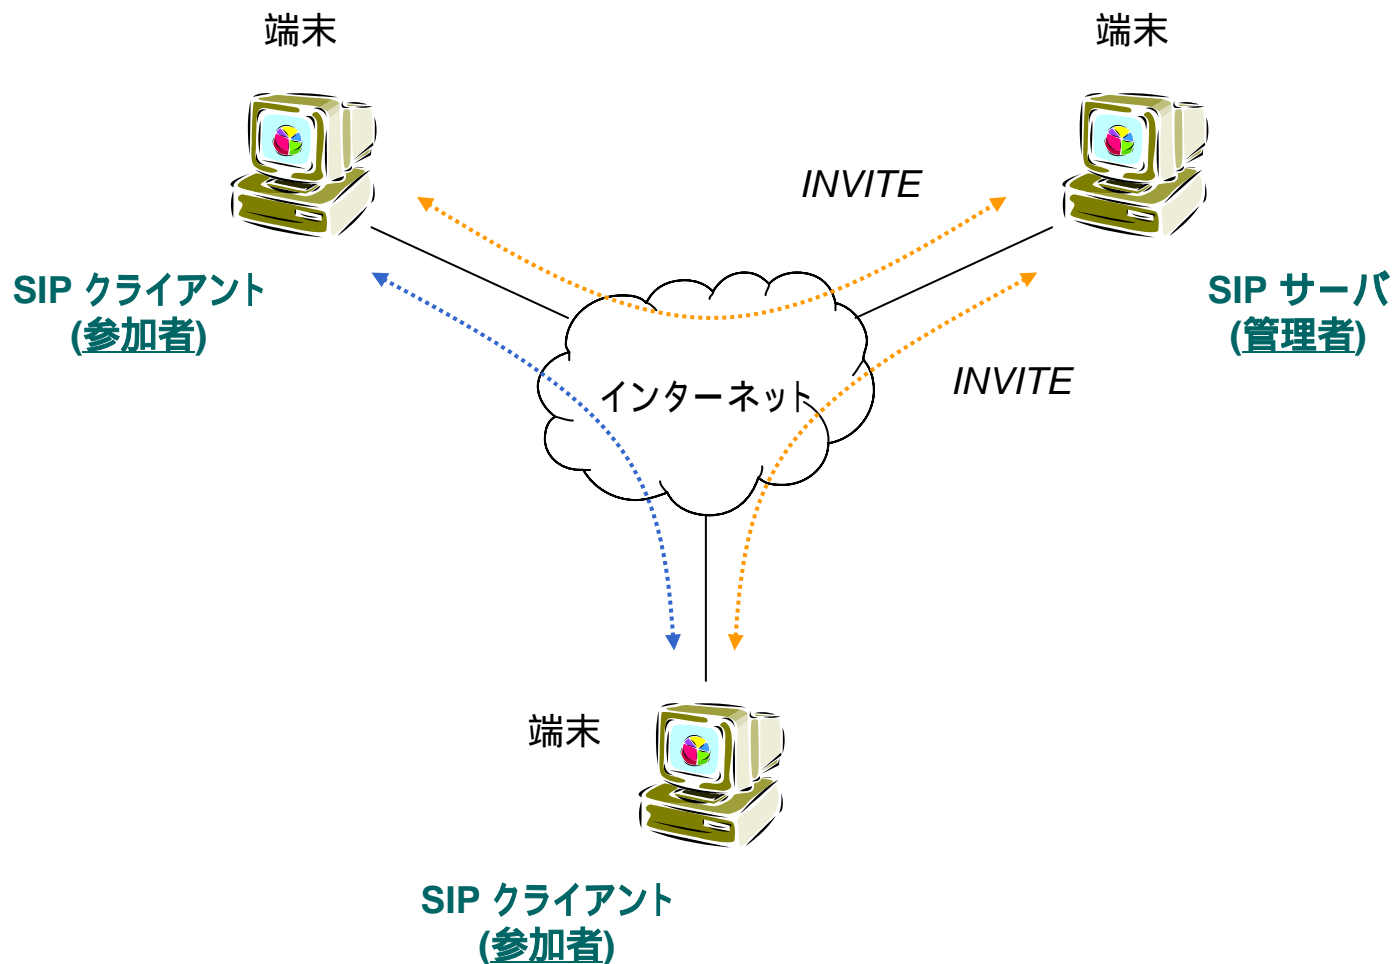 端末
端末
INVITE
SIP クライアント
(参加者)
SIP サーバ
(管理者)
INVITE
インターネット
端末
SIP クライアント
(参加者)